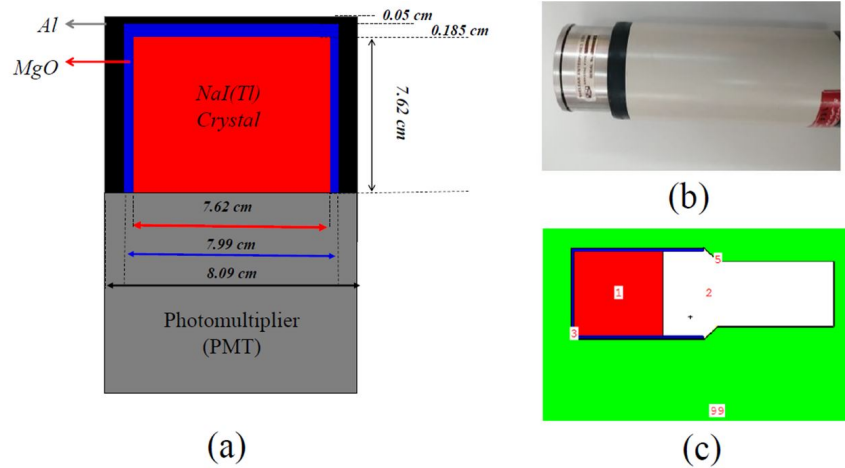 Al
MgO
0.05 cm
0.185 cm
NaI(Tl)
Crystal
7.62 cm
7.62 cm
7.99 cm
8.09 cm
Photomultiplier
(PMT)
(a)
(b)
5
1
2
3
99
(c)